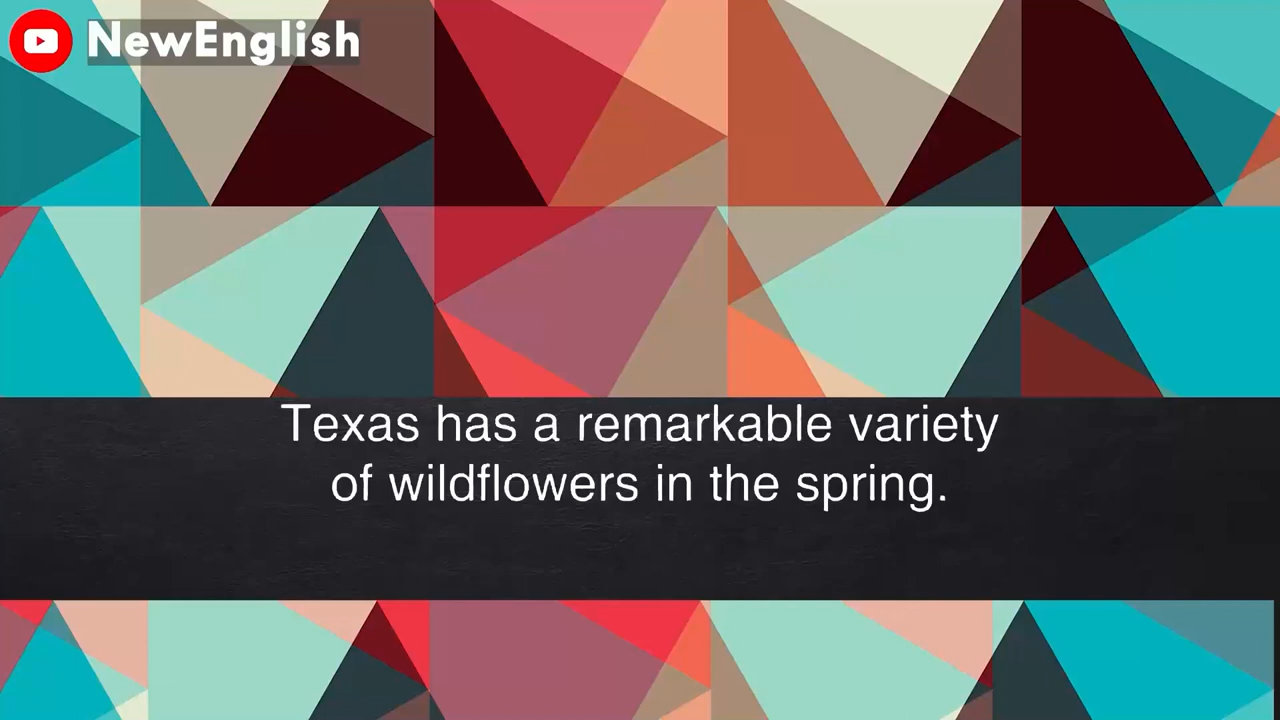 NewEnglish
Texas has a remarkable variety
of wildflowers in the spring.